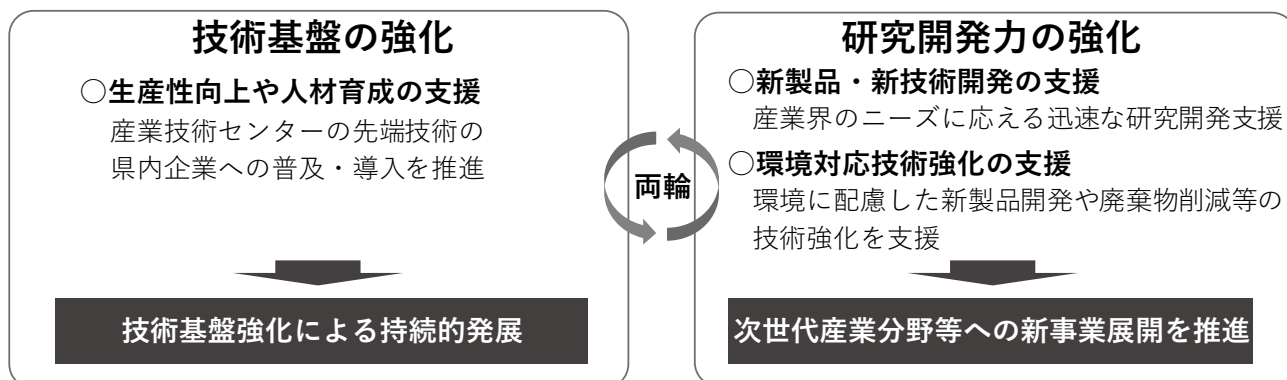 技術基盤の強化
○生産性向上や人材育成の支援
産業技術センターの先端技術の
県内企業への普及・導入を推進
技術基盤強化による持続的発展
両輪
研究開発力の強化
○新製品・新技術開発の支援
産業界のニーズに応える迅速な研究開発支援
○環境対応技術強化の支援
環境に配慮した新製品開発や廃棄物削減等の
技術強化を支援
次世代産業分野等への新事業展開を推進